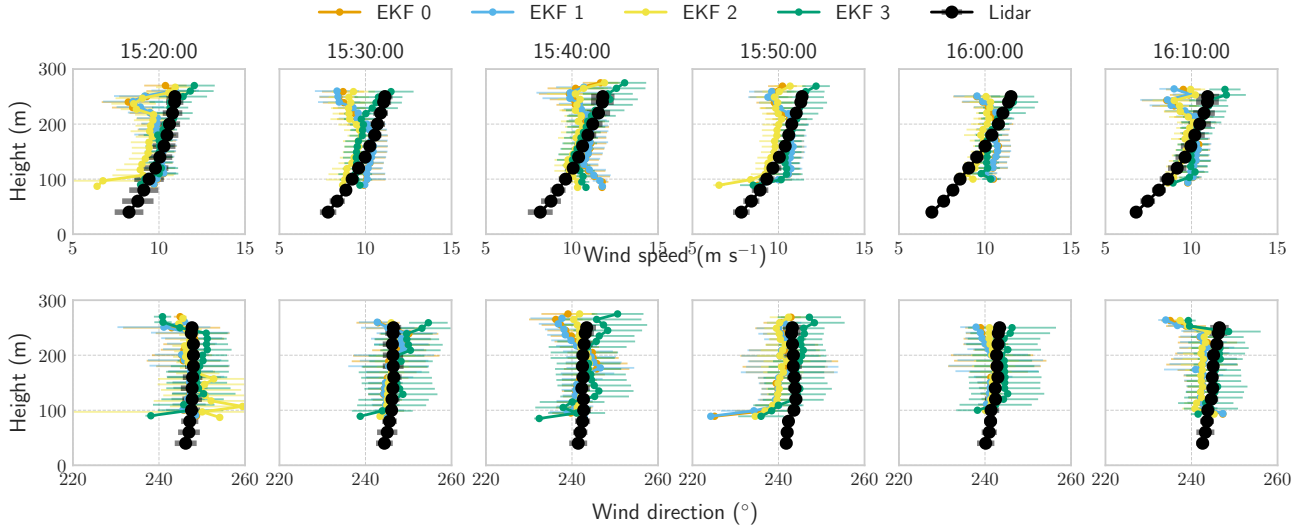 EKF 0 EKF 1 EKF 2 EKF 3 Lidar
15:20:00 15:30:00 15:40:00 15:50:00 16:00:00 16:10:00
300
200
100
0
Height (m)
5 10 15 5 10 15 5 10 15 5 10 15 5 10 15 5 10 15
Wind speed (m s⁻¹)
300
200
100
0
Height (m)
220 240 260 220 240 260 220 240 260 220 240 260 220 240 260 220 240 260
Wind direction (°)